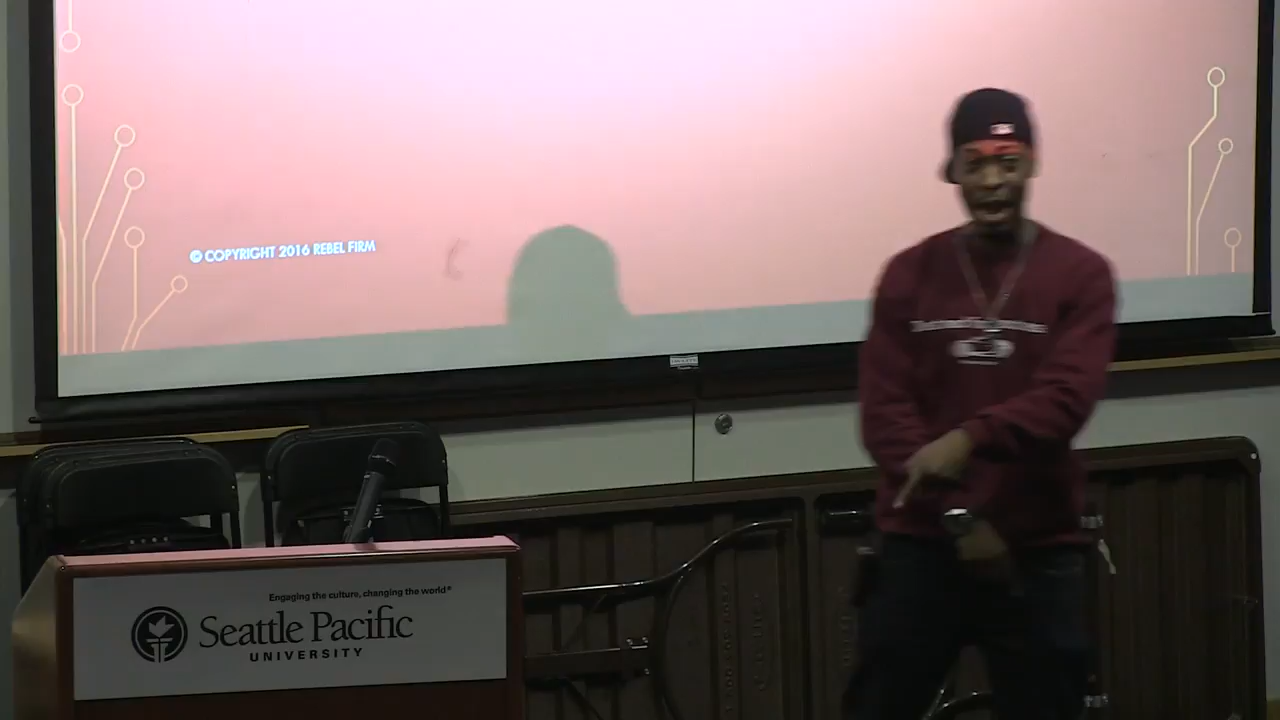 © COPYRIGHT 2016 REBEL FIRM
Engaging the culture, changing the world®
Seattle Pacific
UNIVERSITY